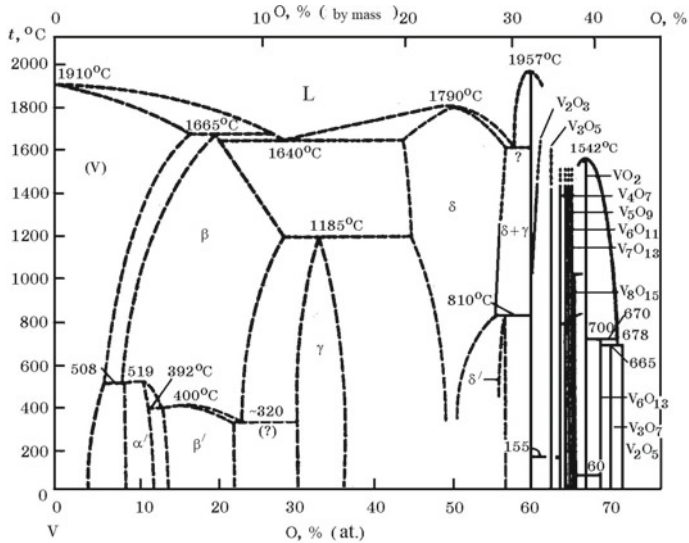 0 10 O, % ( by mass ) 20 30 40 O, %
t, °C
1957°C
2000
1910°C
L
1790°C
V₂O₃
1800
1665°C
V₃O₅
1600
1640°C
?
1542°C
(V)
VO₂
1400
V₄O₇
δ
V₅O₉
β
δ+γ
V₆O₁₁
1200
1185°C
V₇O₁₃
1000
810°C
V₈O₁₅
800
γ
670
700
678
600
508 519 392°C
665
400°C
δ′
400
~320
V₆O₁₃
(?)
V₃O₇
200
α′
β′
155
V₂O₅
60
0
0 10 20 30 40 50 60 70
V O, % (at.)